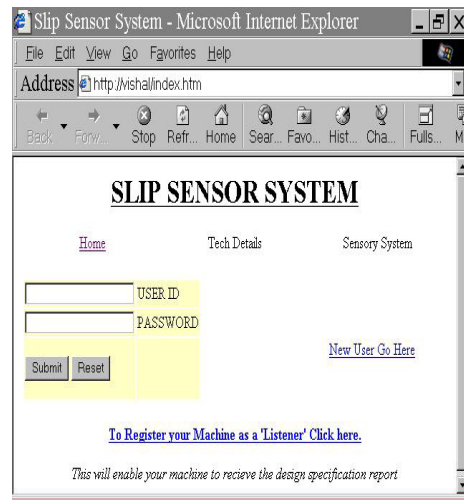 Slip Sensor System - Microsoft Internet Explorer
File Edit View Go Favorites Help
Address http://vishal/index.htm
Back Forw... Stop Refr... Home Sear... Favo... Hist... Cha... Fulls... M
SLIP SENSOR SYSTEM
Home Tech Details Sensory System
USER ID
PASSWORD
New User Go Here
Submit Reset
To Register your Machine as a 'Listener' Click here.
This will enable your machine to recieve the design specification report